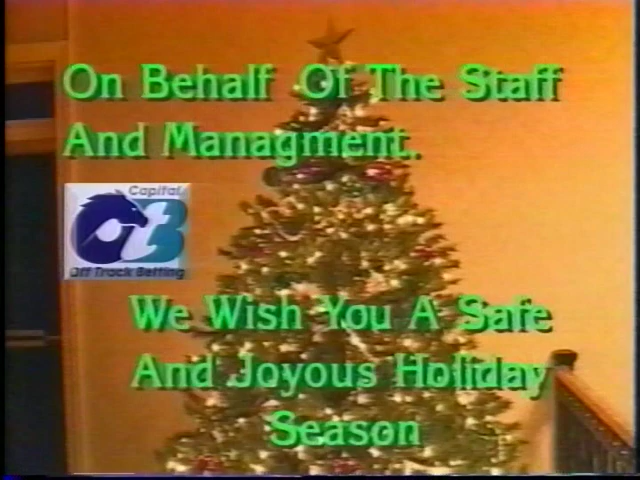 On Behalf Of The Staff
And Managment..
Capital
OTB
Off Track Betting
We Wish You A Safe
And Joyous Holiday
Season